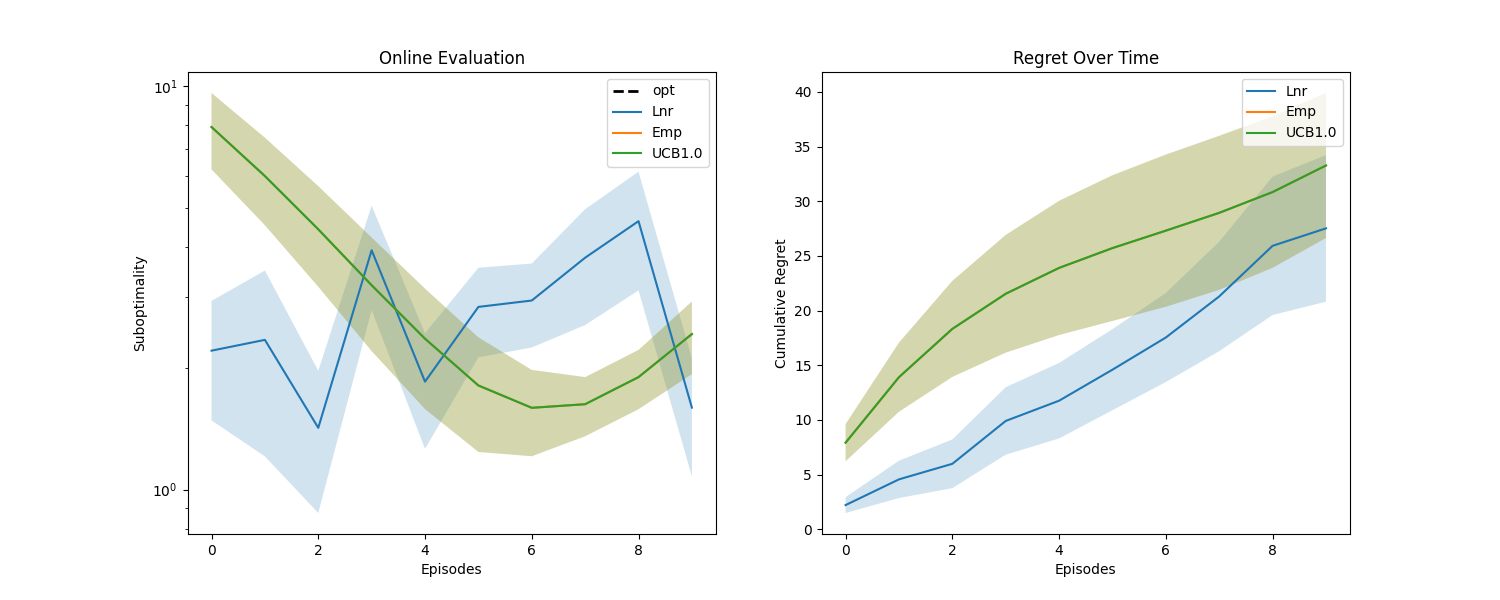 Online Evaluation
10¹
10⁰
Suboptimality
0 2 4 6 8
Episodes
opt
Lnr
Emp
UCB1.0
Regret Over Time
40
35
30
25
20
15
10
5
0
Cumulative Regret
0 2 4 6 8
Episodes
Lnr
Emp
UCB1.0